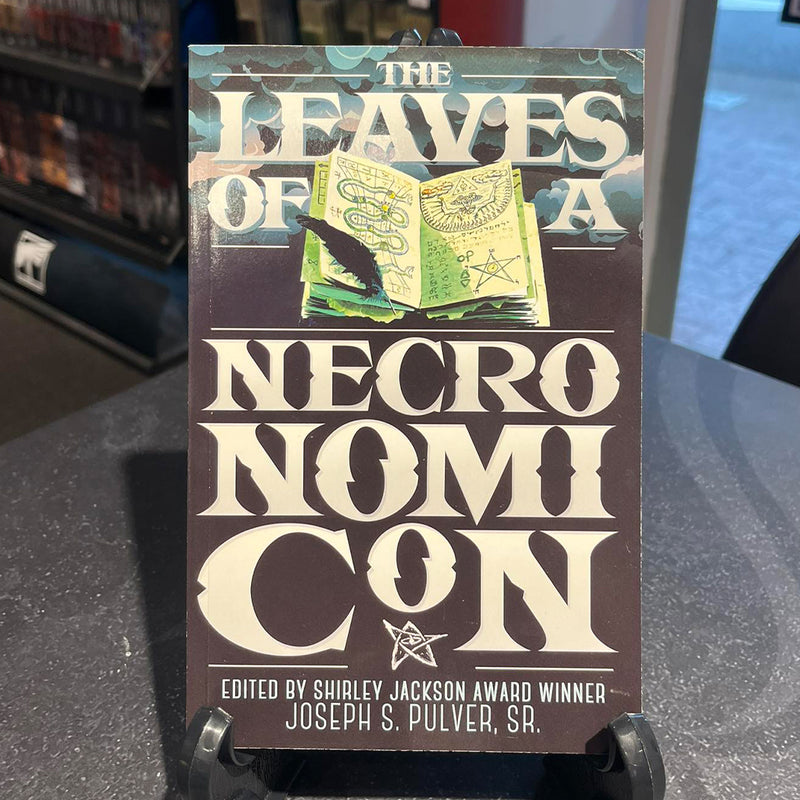 THE
LEAVES
OF A
NECRO
NOMI
CON
EDITED BY SHIRLEY JACKSON AWARD WINNER
JOSEPH S. PULVER, SR.